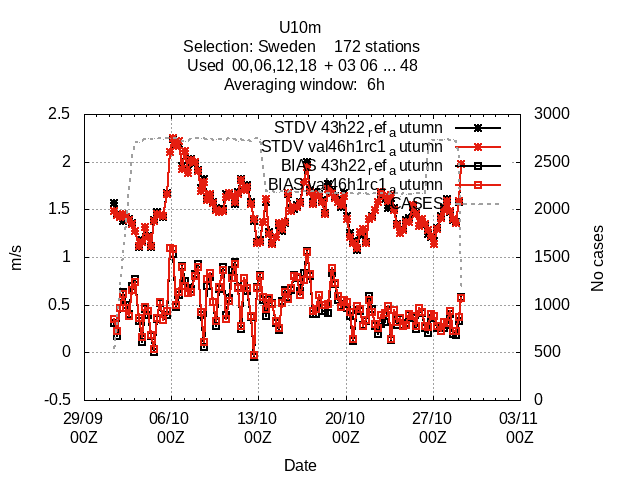 U10m
Selection: Sweden    172 stations
Used  00,06,12,18  + 03 06 ... 48
Averaging window:  6h
STDV 43h22_ref_autumn
STDV val46h1rc1_autumn
BIAS 43h22_ref_autumn
BIAS val46h1rc1_autumn
CASES
2.5
2
1.5
1
0.5
0
-0.5
m/s
3000
2500
2000
1500
1000
500
0
No cases
29/09 06/10 13/10 20/10 27/10 03/11
00Z 00Z 00Z 00Z 00Z 00Z
Date